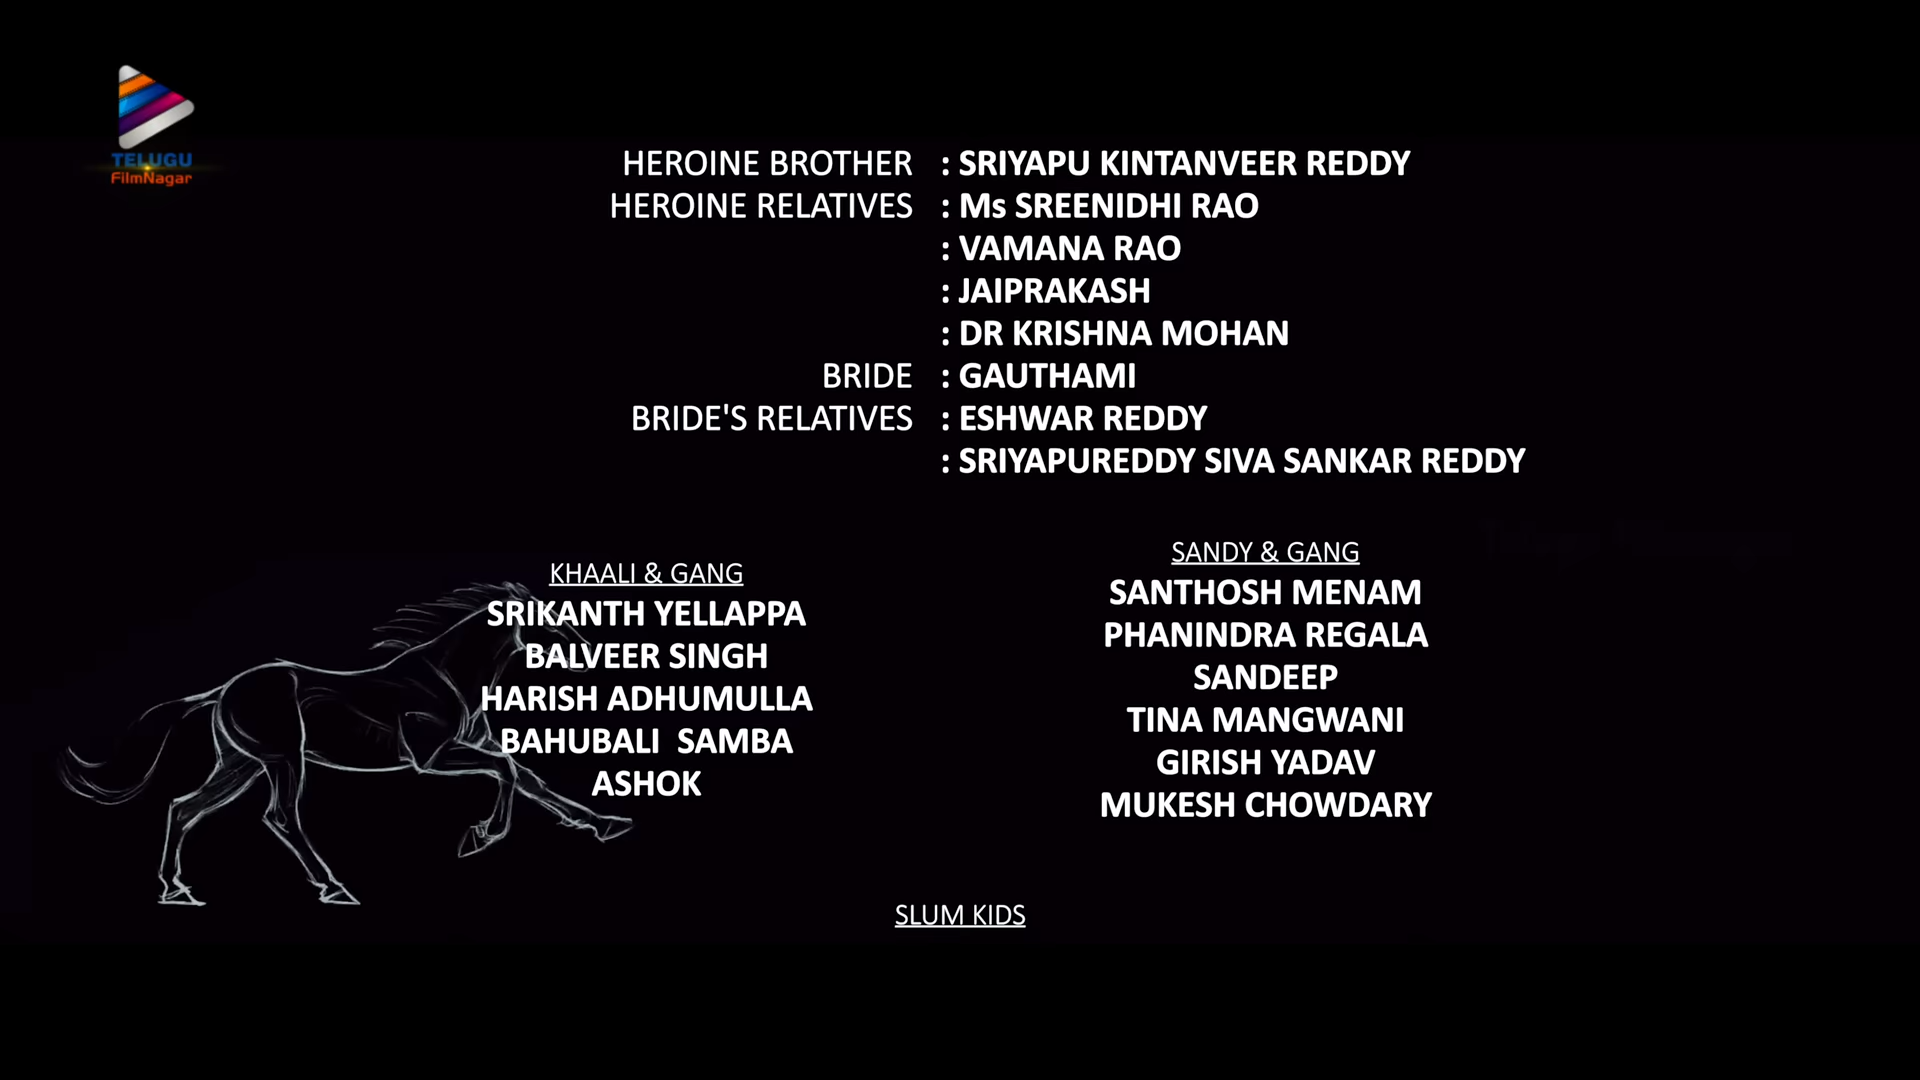 TELUGU
FilmNagar
HEROINE BROTHER : SRIYAPU KINTANVEER REDDY
HEROINE RELATIVES : Ms SREENIDHI RAO
: VAMANA RAO
: JAIPRAKASH
: DR KRISHNA MOHAN
BRIDE : GAUTHAMI
BRIDE'S RELATIVES : ESHWAR REDDY
: SRIYAPUREDDY SIVA SANKAR REDDY
KHAALI & GANG
SRIKANTH YELLAPPA
BALVEER SINGH
HARISH ADHUMULLA
BAHUBALI SAMBA
ASHOK
SANDY & GANG
SANTHOSH MENAM
PHANINDRA REGALA
SANDEEP
TINA MANGWANI
GIRISH YADAV
MUKESH CHOWDARY
SLUM KIDS